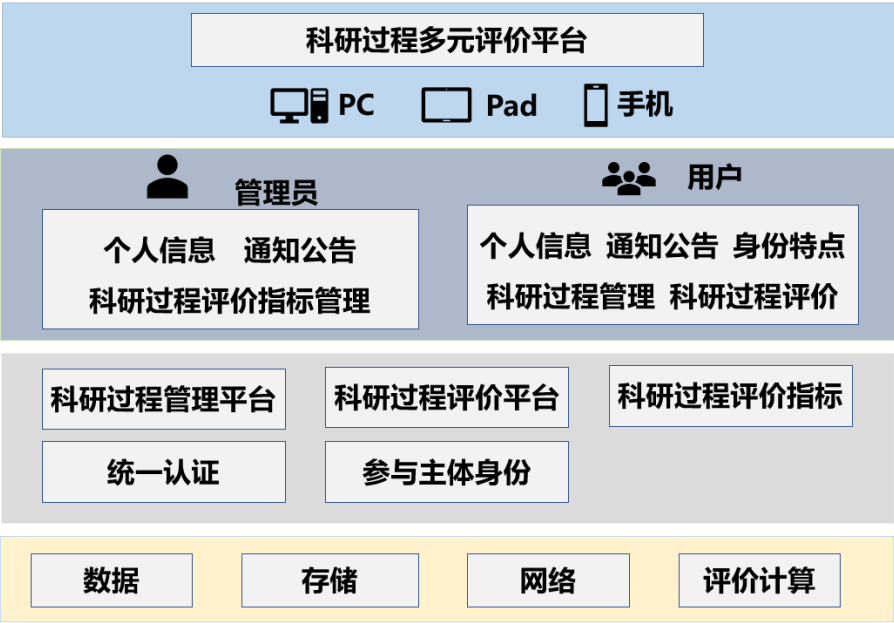 科研过程多元评价平台
PC Pad 手机
管理员
个人信息 通知公告
科研过程评价指标管理
用户
个人信息 通知公告 身份特点
科研过程管理 科研过程评价
科研过程管理平台 科研过程评价平台 科研过程评价指标
统一认证 参与主体身份
数据 存储 网络 评价计算